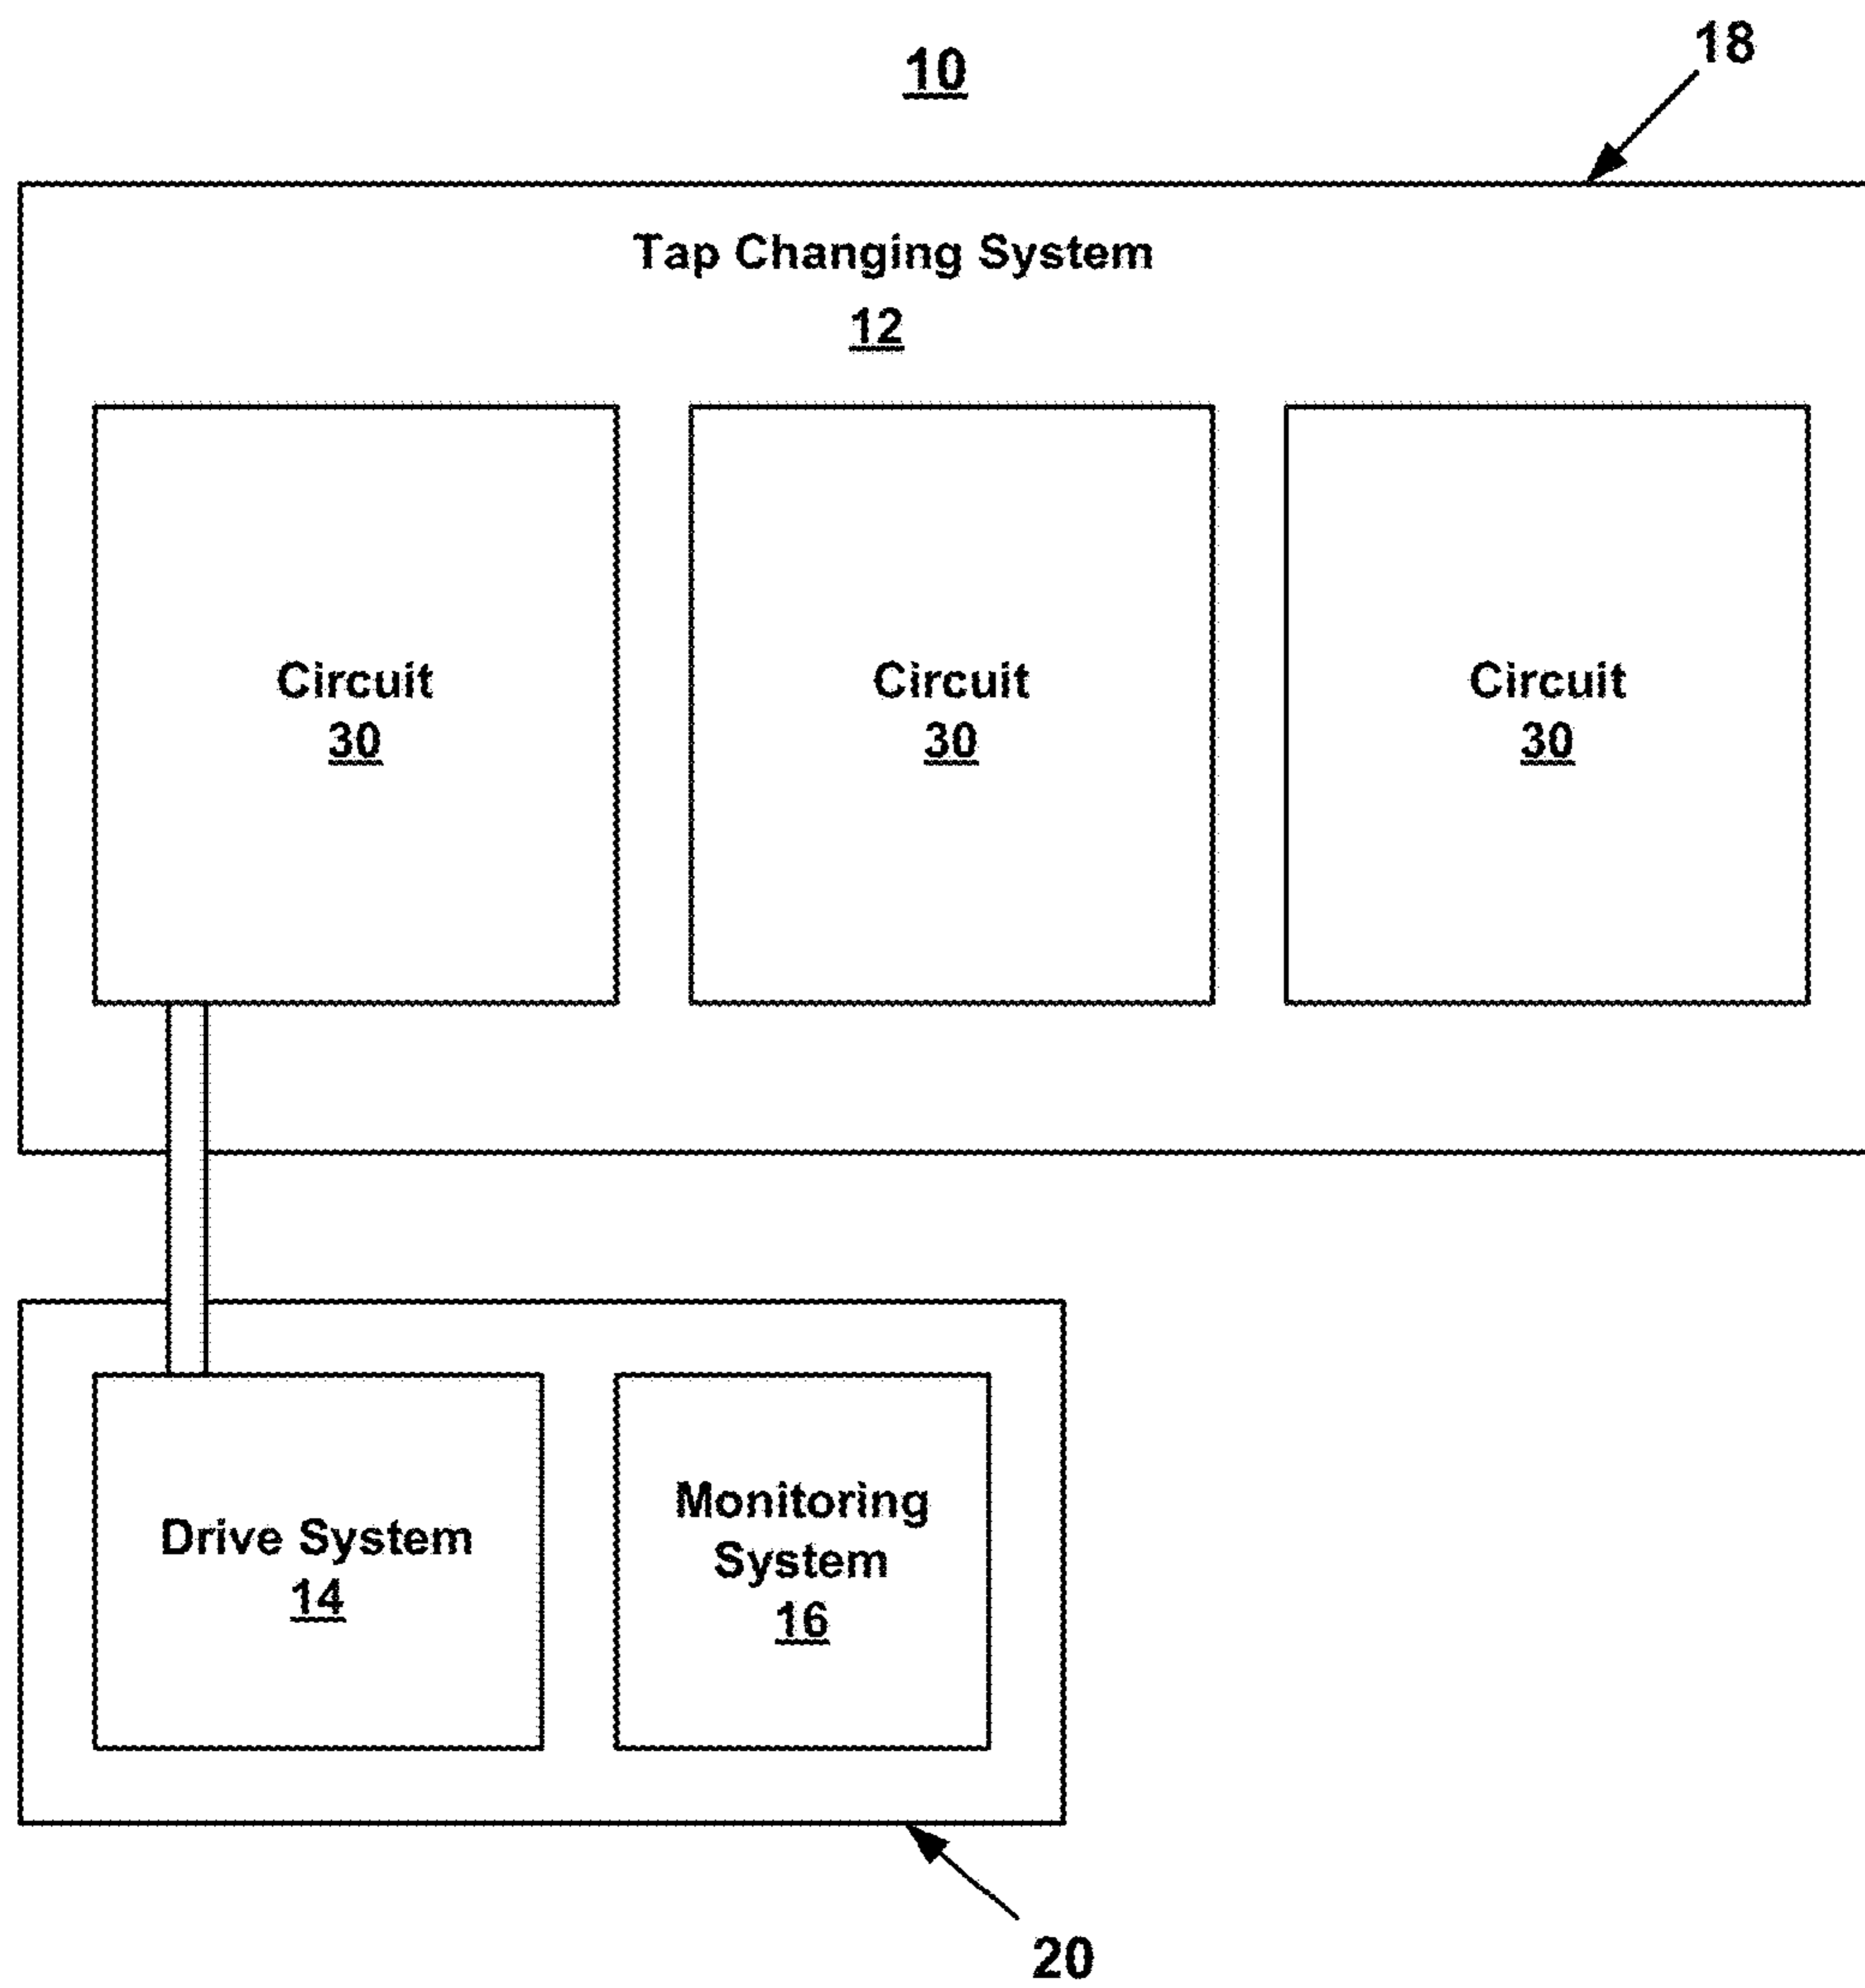 10
18
Tap Changing System
12
Circuit
30
Circuit
30
Circuit
30
Drive System
14
Monitoring
System
16
20